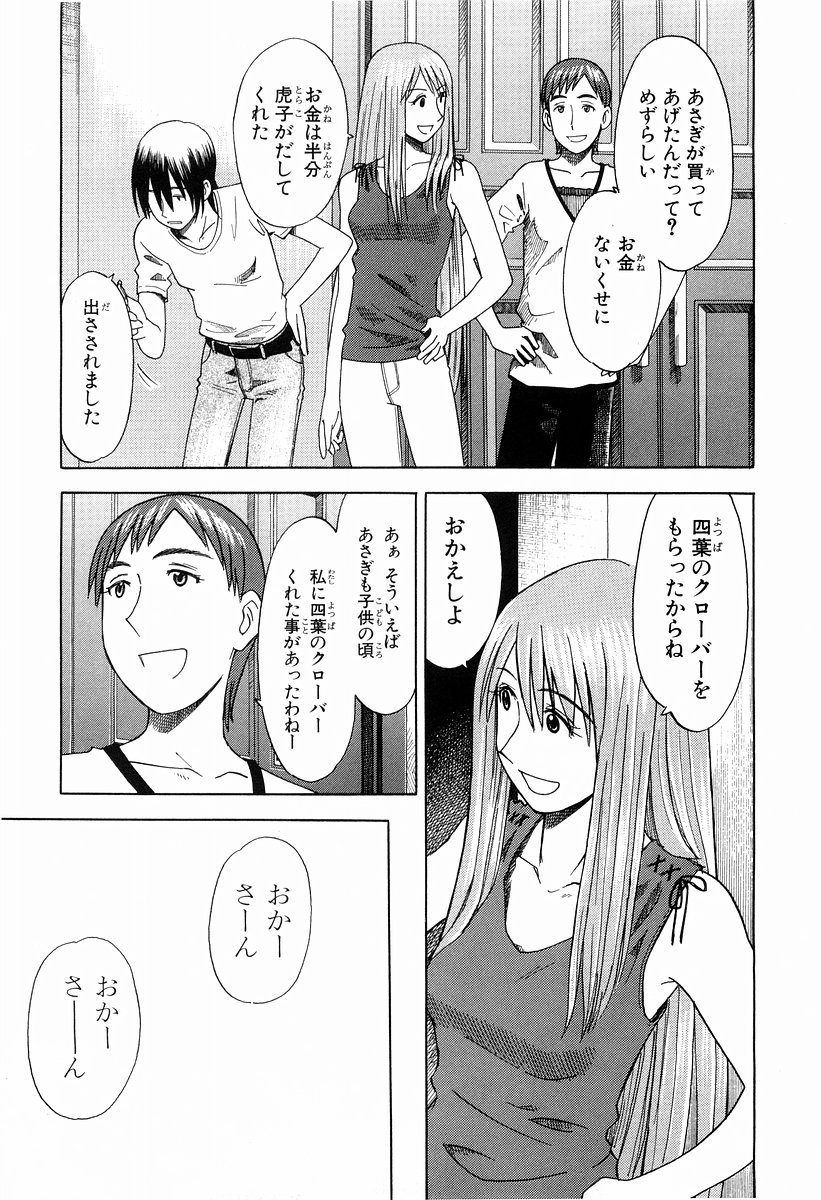 あさぎが買って
あげたんだって?
めずらしい
お金
ないくせに
お金は半分
虎子がだして
くれた
出さされました
四葉のクローバーを
もらったからね
おかえしよ
あぁ そういえば
あさぎも子供の頃
私に四葉のクローバー
くれた事があったわねー
おかー
さーん
おかー
さーーん